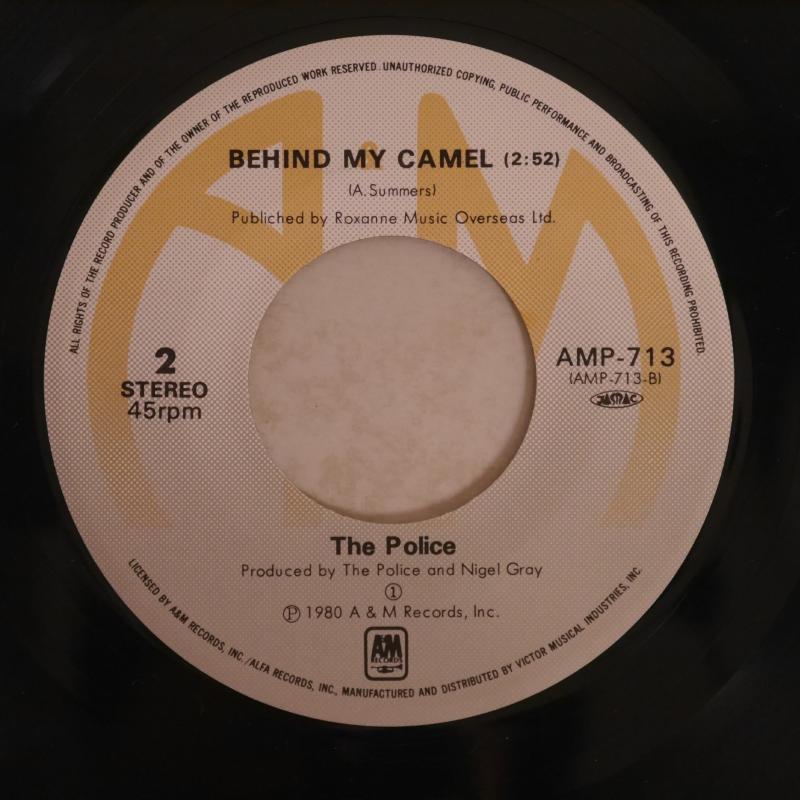 ALL RIGHTS OF THE RECORD PRODUCER AND OF THE OWNER OF THE REPRODUCED WORK RESERVED. UNAUTHORIZED COPYING, PUBLIC PERFORMANCE AND BROADCASTING OF THIS RECORDING PROHIBITED.
BEHIND MY CAMEL (2:52)
(A. Summers)
Publiched by Roxanne Music Overseas Ltd.
2
STEREO
45rpm
AMP-713
(AMP-713-B)
JASRAC
The Police
Produced by The Police and Nigel Gray
①
Ⓟ 1980 A & M Records, Inc.
A&M
RECORDS
LICENSED BY A&M RECORDS, INC./ALFA RECORDS, INC., MANUFACTURED AND DISTRIBUTED BY VICTOR MUSICAL INDUSTRIES, INC.